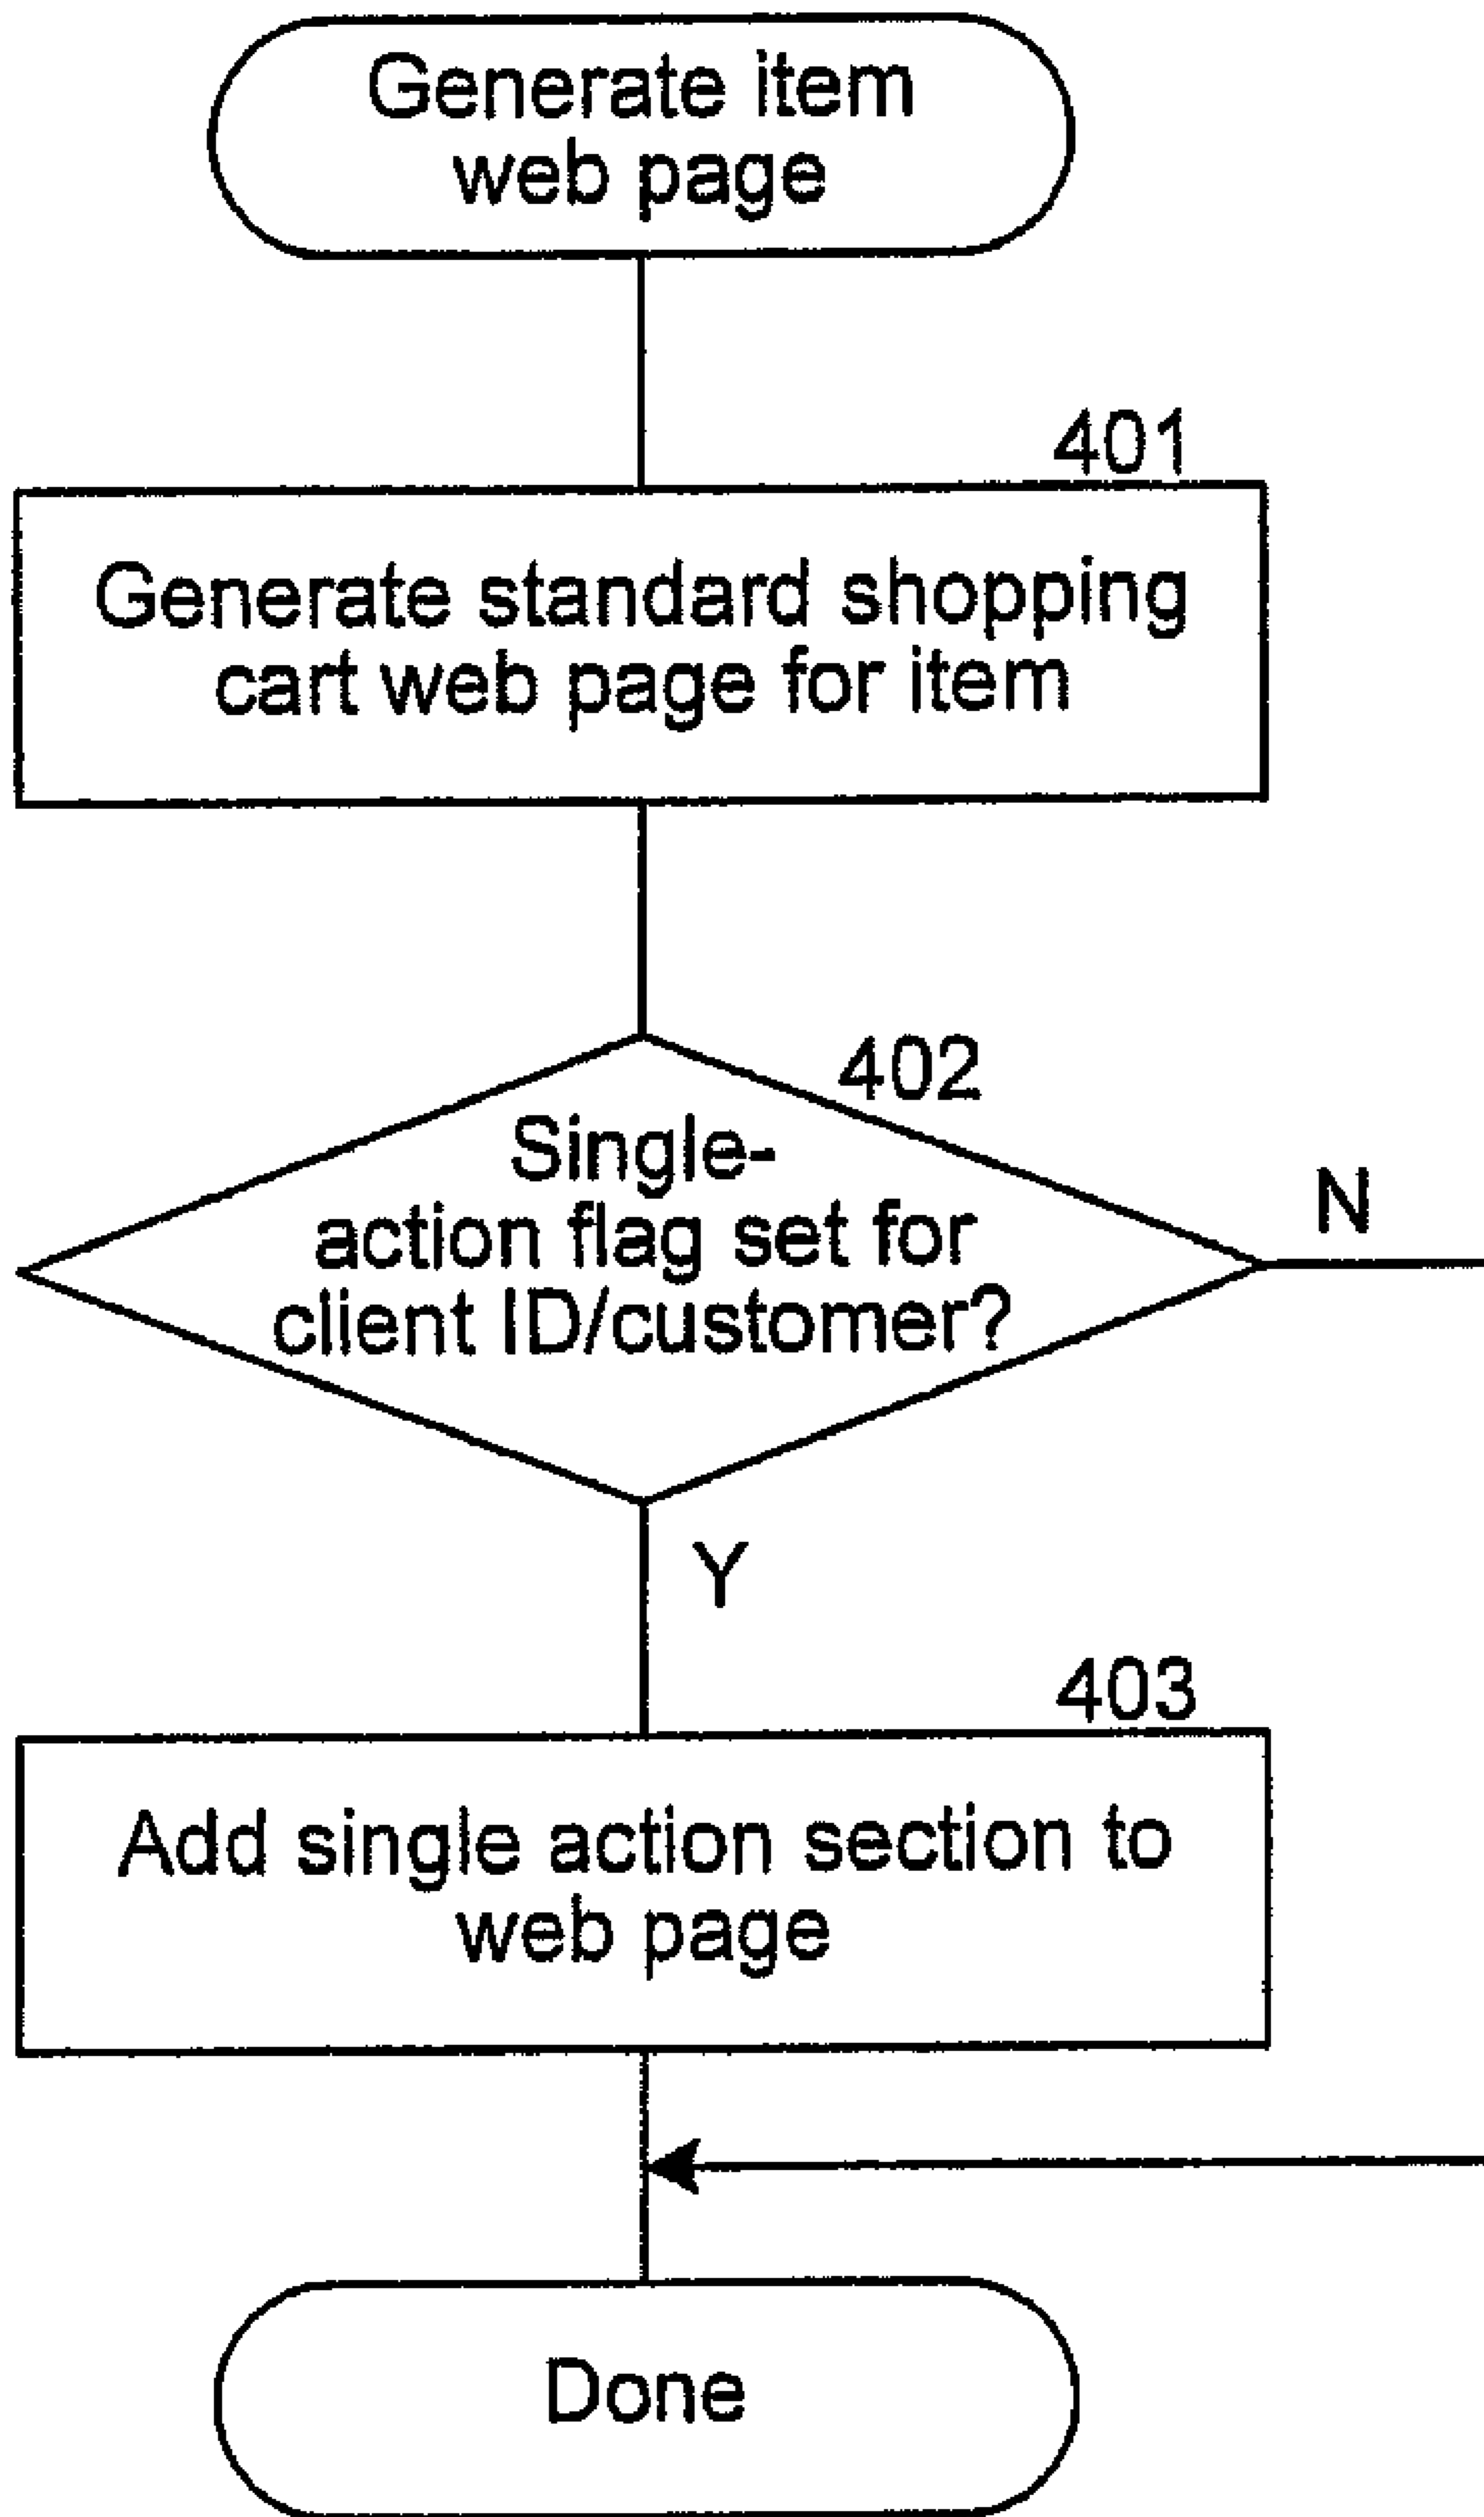 Generate item
web page
401
Generate standard shopping
cart web page for item
402
Single-
action flag set for
client ID/customer?
N
Y
403
Add single action section to
web page
Done